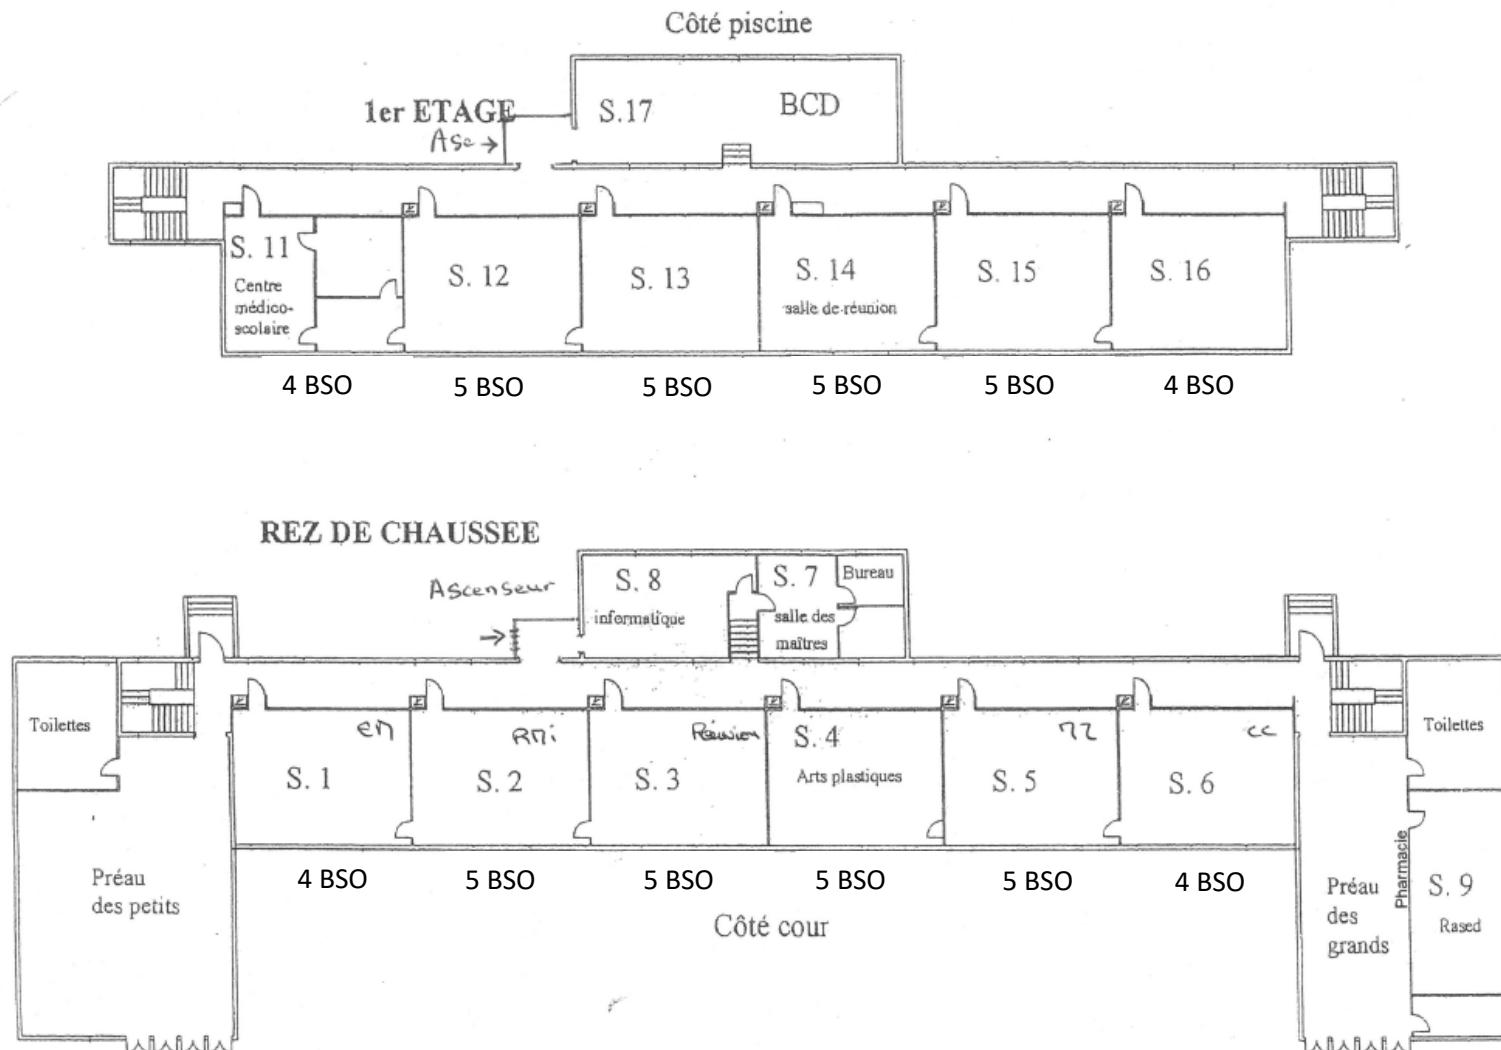 Côté piscine
1er ETAGE
Asc →
S.17
BCD
S. 11
Centre
médico-
scolaire
S. 12
S. 13
S. 14
salle de réunion
S. 15
S. 16
4 BSO
5 BSO
5 BSO
5 BSO
5 BSO
4 BSO
REZ DE CHAUSSEE
Ascenseur
→
S. 8
informatique
S. 7
salle des
maîtres
Bureau
Toilettes
S. 1
S. 2
Réunion
S. 3
S. 4
Arts plastiques
S. 5
cc
S. 6
Toilettes
Préau
des petits
4 BSO
5 BSO
5 BSO
5 BSO
5 BSO
4 BSO
Côté cour
Préau
des
grands
Pharmacie
S. 9
Rased